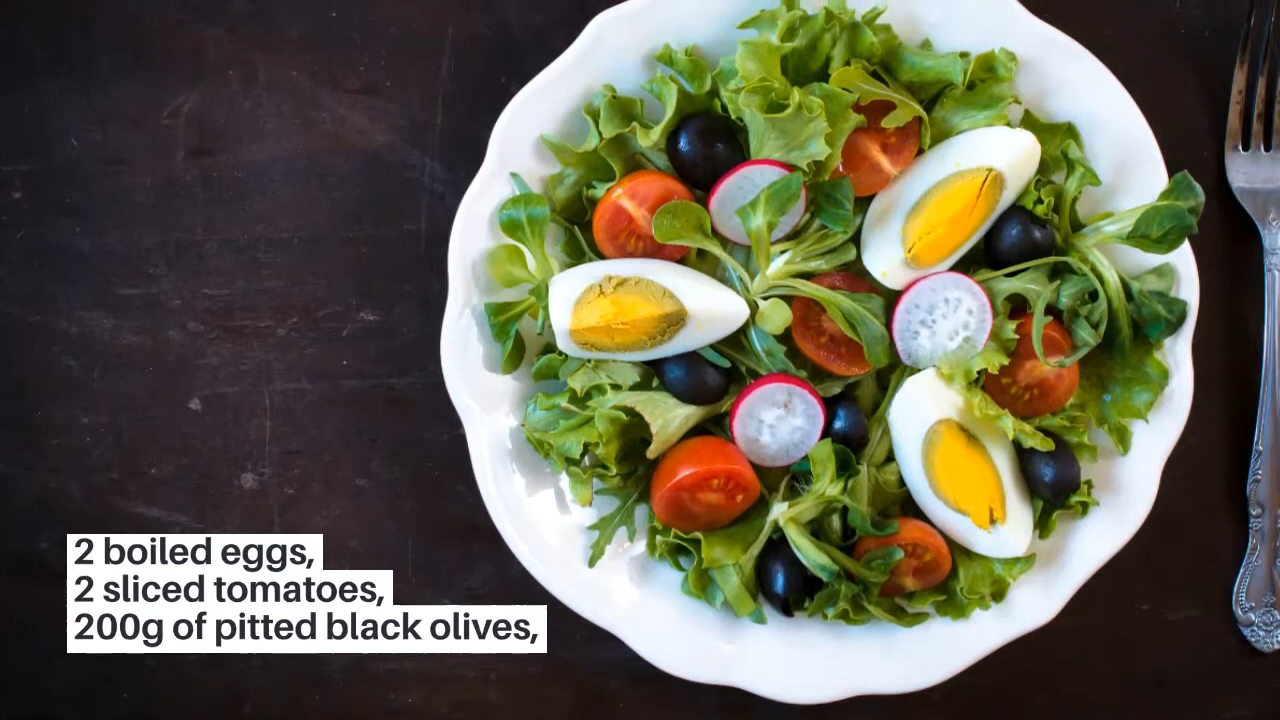 2 boiled eggs,
2 sliced tomatoes,
200g of pitted black olives,